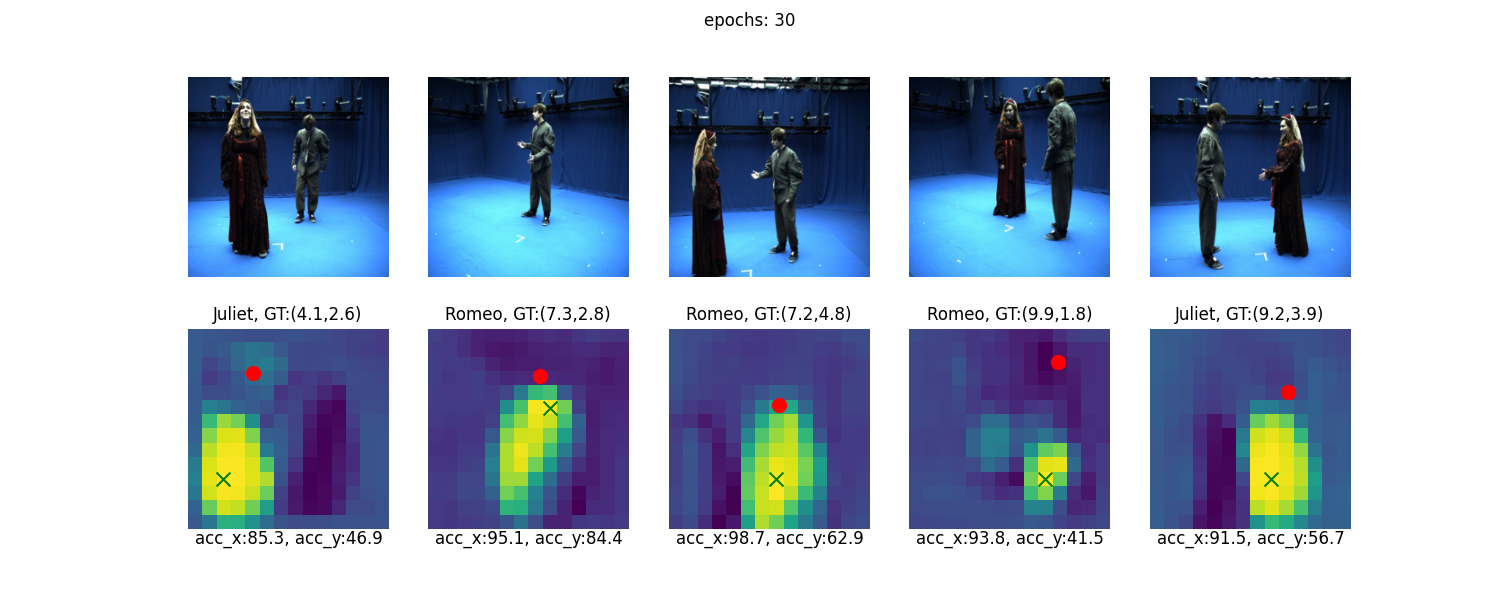 epochs: 30
Juliet, GT:(4.1,2.6)
Romeo, GT:(7.3,2.8)
Romeo, GT:(7.2,4.8)
Romeo, GT:(9.9,1.8)
Juliet, GT:(9.2,3.9)
acc_x:85.3, acc_y:46.9
acc_x:95.1, acc_y:84.4
acc_x:98.7, acc_y:62.9
acc_x:93.8, acc_y:41.5
acc_x:91.5, acc_y:56.7